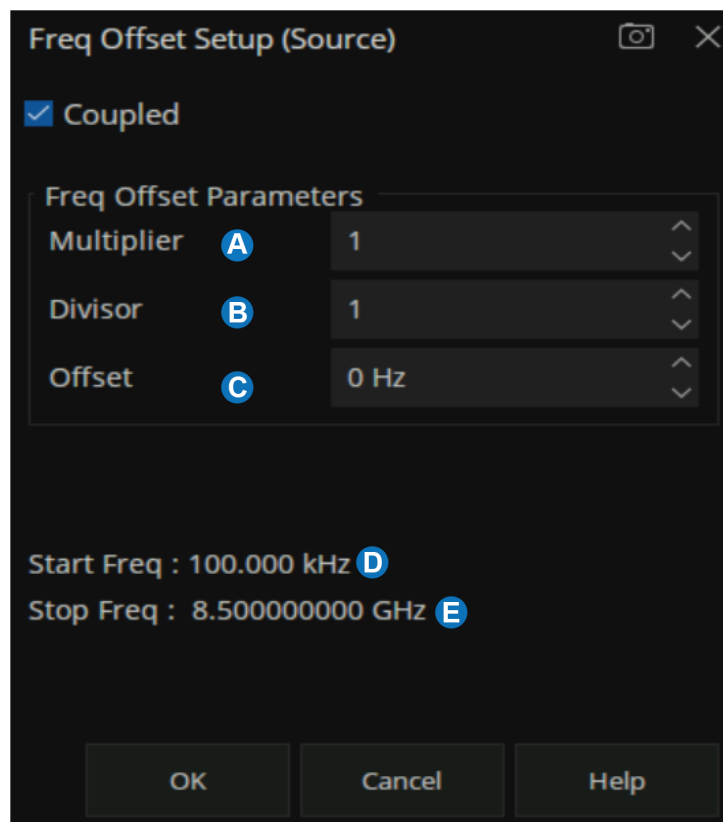 Freq Offset Setup (Source)
Coupled
Freq Offset Parameters
Multiplier A 1
Divisor B 1
Offset C 0 Hz
Start Freq : 100.000 kHz D
Stop Freq : 8.500000000 GHz E
OK Cancel Help